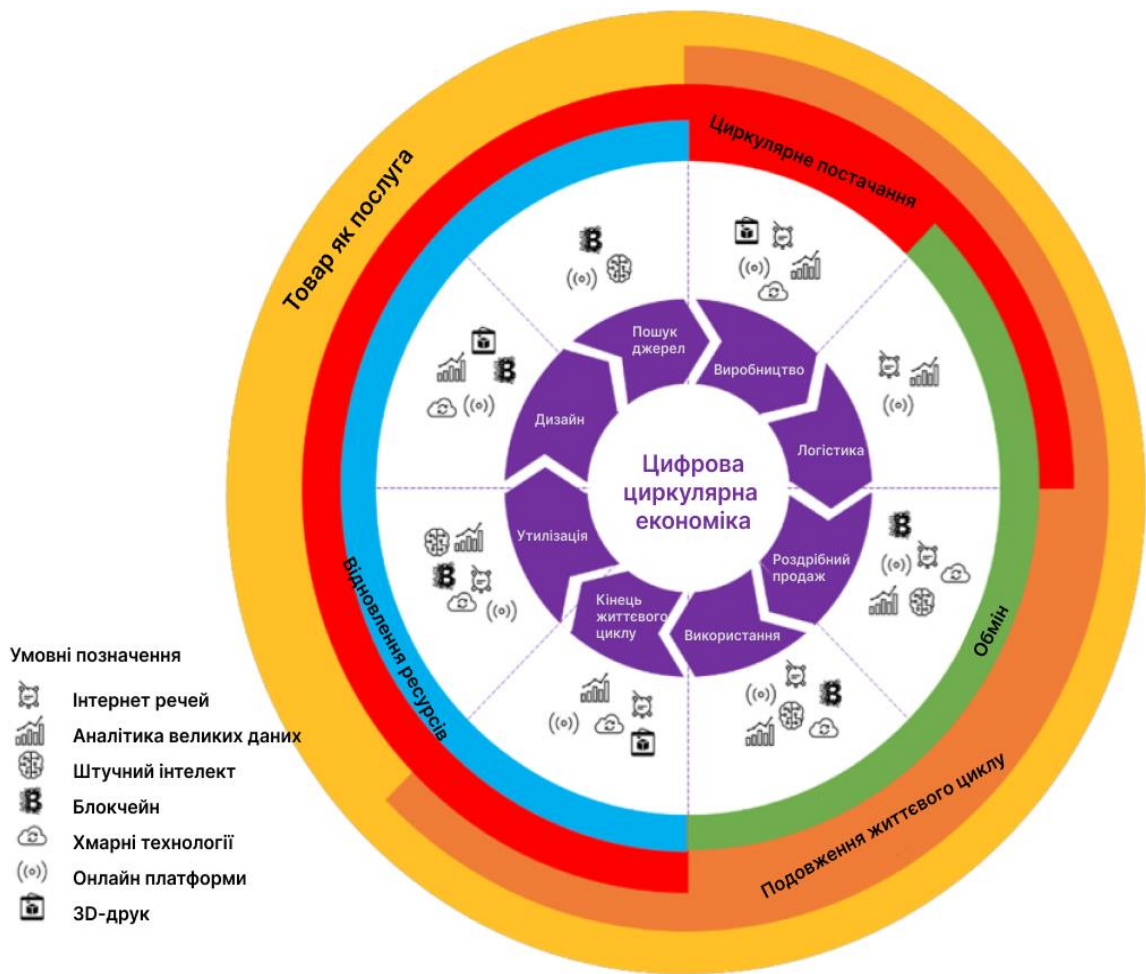 Товар як послуга
Циркулярне постачання
Пошук
джерел
Виробництво
Дизайн
Логістика
Цифрова
циркулярна
економіка
Утилізація
Роздрібний
продаж
Кінець
життєвого
циклу
Використання
Відновлення ресурсів
Обмін
Подовження життєвого циклу
Умовні позначення
Інтернет речей
Аналітика великих даних
Штучний інтелект
Блокчейн
Хмарні технології
Онлайн платформи
3D-друк